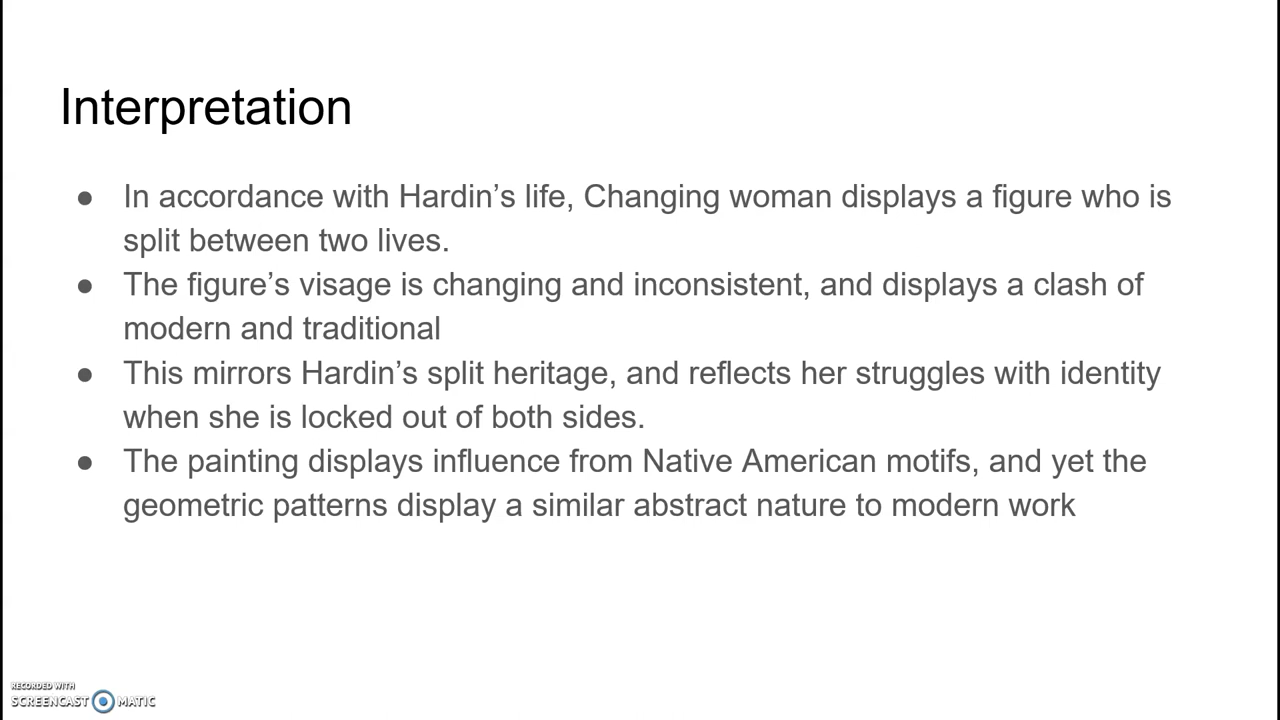 Interpretation
● In accordance with Hardin’s life, Changing woman displays a figure who is
split between two lives.
● The figure’s visage is changing and inconsistent, and displays a clash of
modern and traditional
● This mirrors Hardin’s split heritage, and reflects her struggles with identity
when she is locked out of both sides.
● The painting displays influence from Native American motifs, and yet the
geometric patterns display a similar abstract nature to modern work
RECORDED WITH
SCREENCAST MATIC